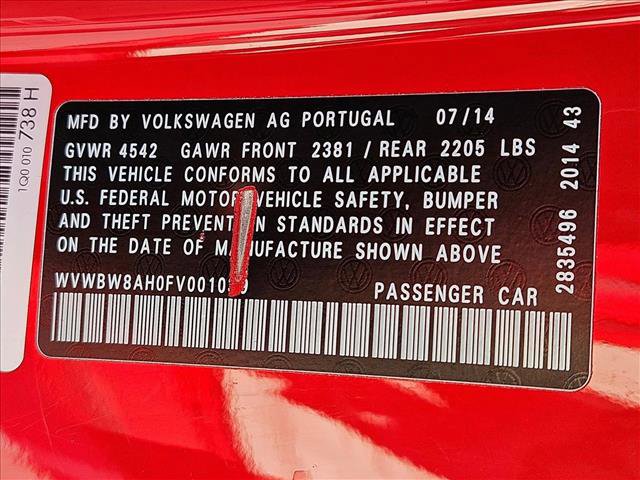 MFD BY VOLKSWAGEN AG PORTUGAL 07/14
GVWR 4542 GAWR FRONT 2381 / REAR 2205 LBS
THIS VEHICLE CONFORMS TO ALL APPLICABLE
U.S. FEDERAL MOTOR VEHICLE SAFETY, BUMPER
AND THEFT PREVENTION STANDARDS IN EFFECT
ON THE DATE OF MANUFACTURE SHOWN ABOVE
PASSENGER CAR
2835496 2014 43
1Q0 010 738 H